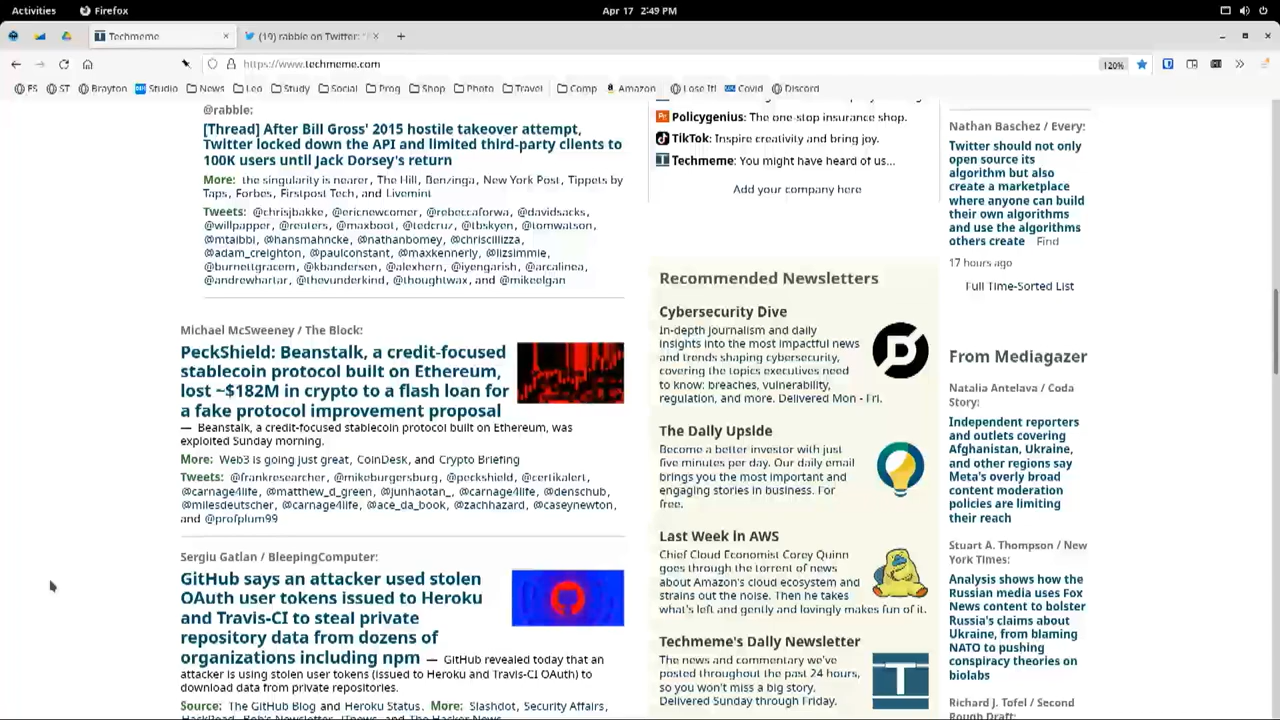 Activities
Firefox
Apr 17 2:49 PM
Techmeme
(19) rabble on Twitter: "
https://www.techmeme.com
120%
FS
ST
Brayton
Studio
News
Leo
Study
Social
Prog
Shop
Photo
Travel
Comp
Amazon
Lose It!
Covid
Discord
@rabble:
[Thread] After Bill Gross' 2015 hostile takeover attempt,
Twitter locked down the API and limited third-party clients to
100K users until Jack Dorsey's return
More: the singularity is nearer, The Hill, Benzinga, New York Post, Tippets by
Taps, Forbes, Firstpost Tech, and Livemint
Tweets: @chrisjbakke, @ericnewcomer, @rebeccaforwa, @davidsacks,
@willpapper, @reuters, @maxboot, @tedcruz, @tbskyen, @tomwatson,
@mtaibbi, @hansmahncke, @nathanbomey, @chriscillizza,
@adam_creighton, @paulconstant, @maxkennerly, @lizsimmie,
@burnettgracem, @kbandersen, @alexhern, @iyengarish, @arcalinea,
@andrewhartar, @thevunderkind, @thoughtwax, and @mikeelgan
Michael McSweeney / The Block:
PeckShield: Beanstalk, a credit-focused
stablecoin protocol built on Ethereum,
lost ~$182M in crypto to a flash loan for
a fake protocol improvement proposal
— Beanstalk, a credit-focused stablecoin protocol built on Ethereum, was
exploited Sunday morning.
More: Web3 is going just great, CoinDesk, and Crypto Briefing
Tweets: @frankresearcher, @mikeburgersburg, @peckshield, @certikalert,
@carnage4life, @matthew_d_green, @junhaotan_, @carnage4life, @denschub,
@milesdeutscher, @carnage4life, @ace_da_book, @zachhazard, @caseynewton,
and @profplum99
Sergiu Gatlan / BleepingComputer:
GitHub says an attacker used stolen
OAuth user tokens issued to Heroku
and Travis-CI to steal private
repository data from dozens of
organizations including npm — GitHub revealed today that an
attacker is using stolen user tokens (issued to Heroku and Travis-CI OAuth) to
download data from private repositories.
Source: The GitHub Blog and Heroku Status. More: Slashdot, Security Affairs,
Policygenius: The one-stop insurance shop.
TikTok: Inspire creativity and bring joy.
Techmeme: You might have heard of us...
Add your company here
Recommended Newsletters
Cybersecurity Dive
In-depth journalism and daily
insights into the most impactful news
and trends shaping cybersecurity,
covering the topics executives need
to know: breaches, vulnerability,
regulation, and more. Delivered Mon - Fri.
The Daily Upside
Become a better investor with just
five minutes per day. Our daily email
brings you the most important and
engaging stories in business. For
free.
Last Week in AWS
Chief Cloud Economist Corey Quinn
goes through the torrent of news
about Amazon's cloud ecosystem and
strains out the noise. Then he takes
what's left and gently and lovingly makes fun of it.
Techmeme's Daily Newsletter
The news and commentary we've
posted throughout the past 24 hours,
so you won't miss a big story.
Delivered Sunday through Friday.
Nathan Baschez / Every:
Twitter should not only
open source its
algorithm but also
create a marketplace
where anyone can build
their own algorithms
and use the algorithms
others create Find
17 hours ago
Full Time-Sorted List
From Mediagazer
Natalia Antelava / Coda
Story:
Independent reporters
and outlets covering
Afghanistan, Ukraine,
and other regions say
Meta's overly broad
content moderation
policies are limiting
their reach
Stuart A. Thompson / New
York Times:
Analysis shows how the
Russian media uses Fox
News content to bolster
Russia's claims about
Ukraine, from blaming
NATO to pushing
conspiracy theories on
biolabs
Richard J. Tofel / Second
Rough Draft: